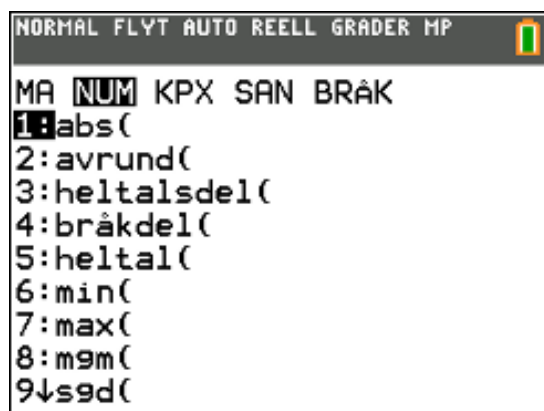 NORMAL FLYT AUTO REELL GRADER MP
MA NUM KPX SAN BRÅK
1:abs(
2:avrund(
3:heltalsdel(
4:bråkdel(
5:heltal(
6:min(
7:max(
8:mgm(
9↓sgd(